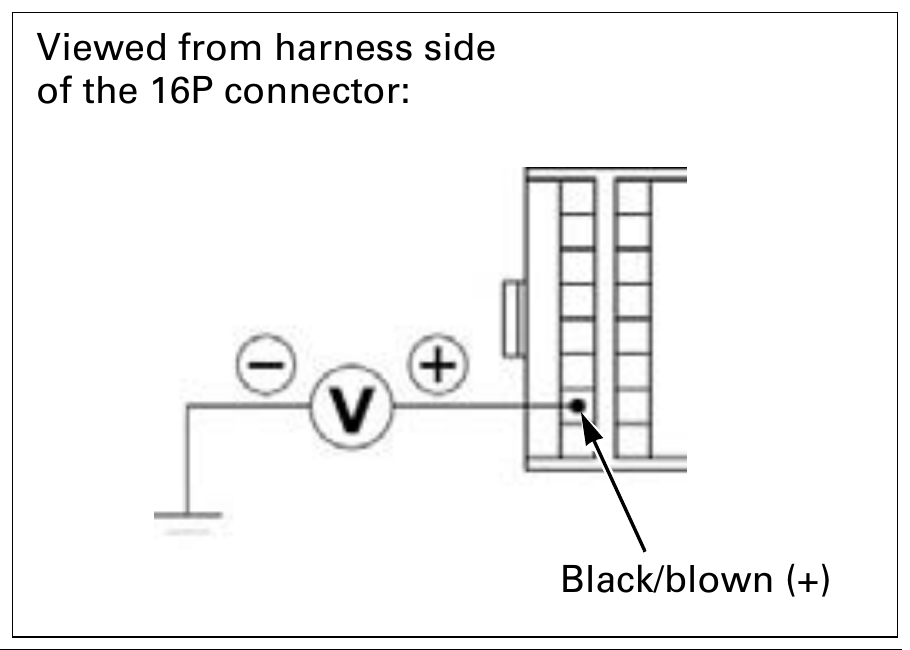 Viewed from harness side
of the 16P connector:
− V +
Black/blown (+)